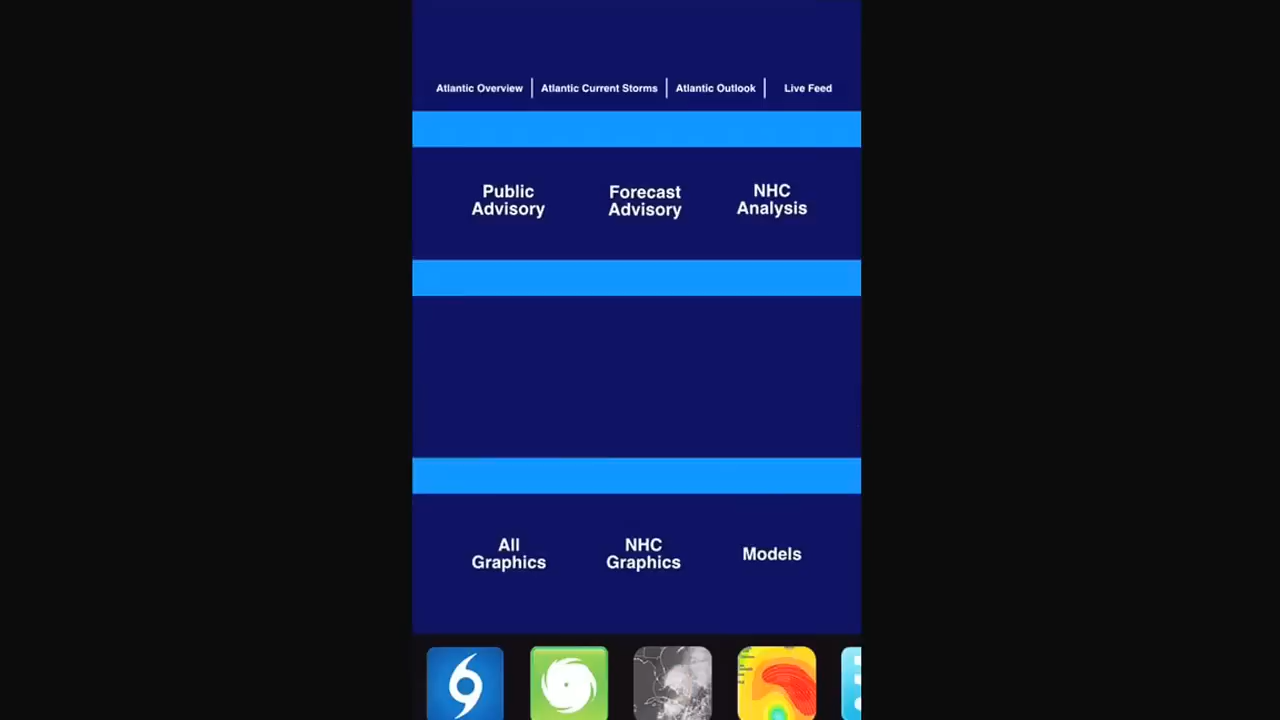 Atlantic Overview
Atlantic Current Storms
Atlantic Outlook
Live Feed
Public
Advisory
Forecast
Advisory
NHC
Analysis
All
Graphics
NHC
Graphics
Models